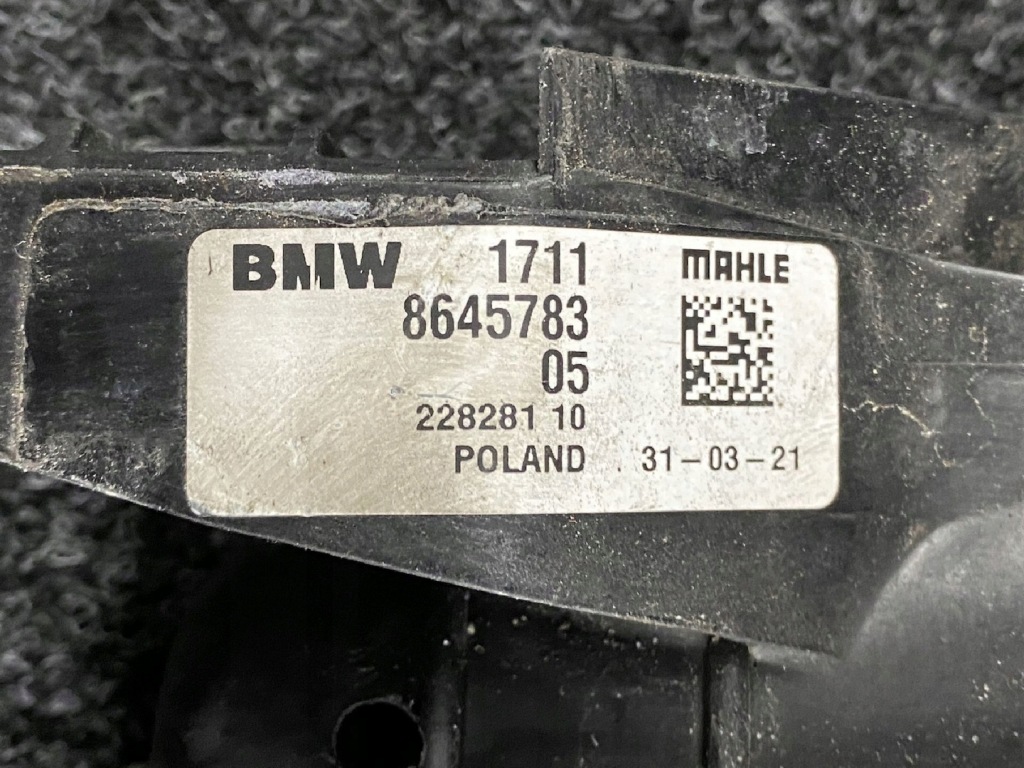 BMW 1711 MAHLE
8645783
05
228281 10
POLAND 31-03-21